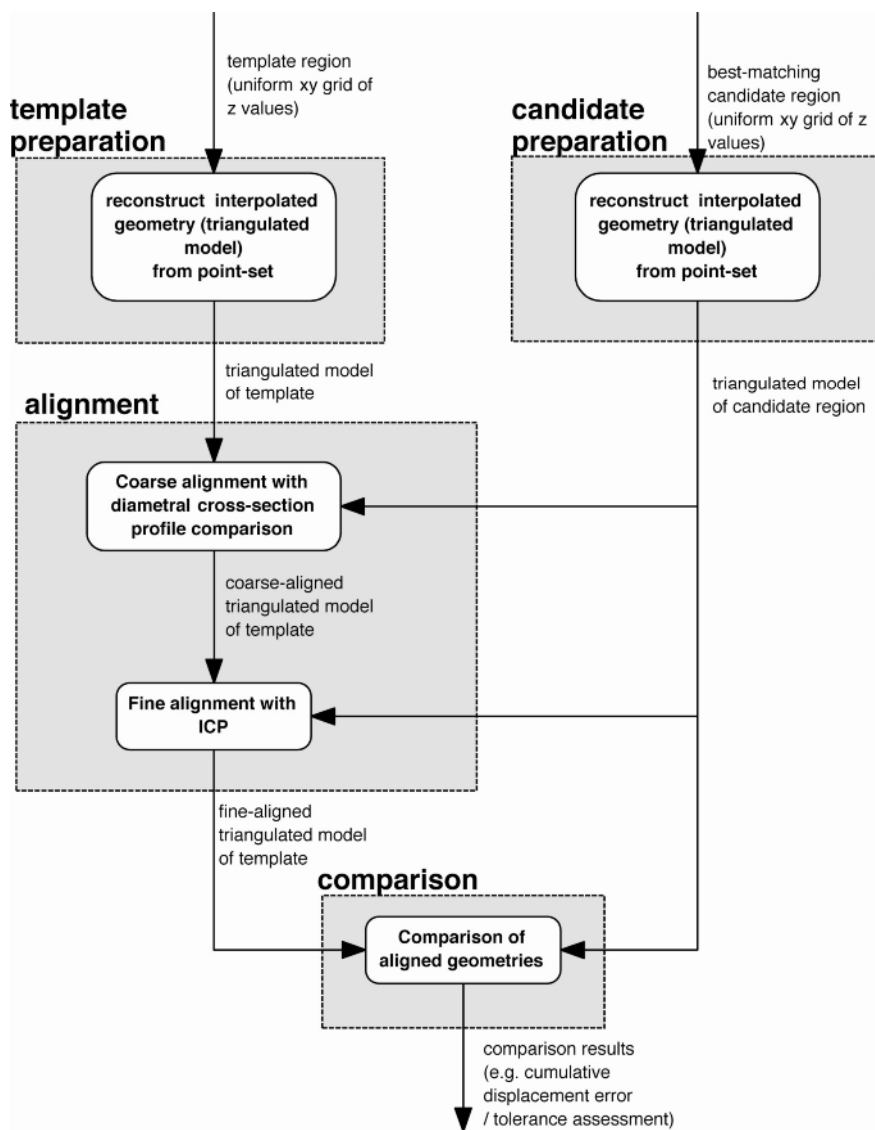 template region
(uniform xy grid of
z values)
best-matching
candidate region
(uniform xy grid of z
values)
template
preparation
candidate
preparation
reconstruct interpolated
geometry (triangulated
model)
from point-set
reconstruct interpolated
geometry (triangulated
model)
from point-set
triangulated model
of template
triangulated model
of candidate region
alignment
Coarse alignment with
diametral cross-section
profile comparison
coarse-aligned
triangulated model
of template
Fine alignment with
ICP
fine-aligned
triangulated model
of template
comparison
Comparison of
aligned geometries
comparison results
(e.g. cumulative
displacement error
/ tolerance assessment)